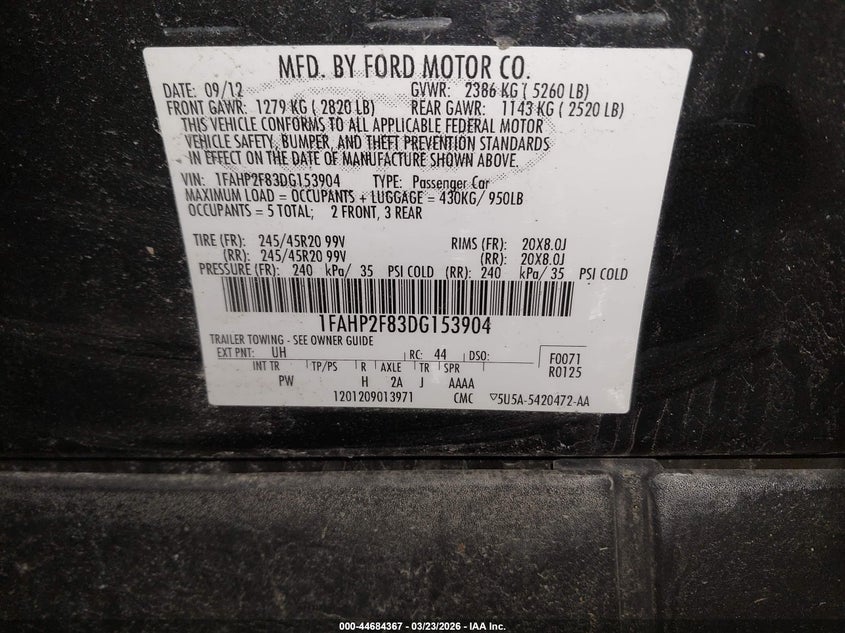 MFD. BY FORD MOTOR CO.
DATE: 09/12 GVWR: 2386 KG ( 5260 LB)
FRONT GAWR: 1279 KG ( 2820 LB) REAR GAWR: 1143 KG ( 2520 LB)
THIS VEHICLE CONFORMS TO ALL APPLICABLE FEDERAL MOTOR
VEHICLE SAFETY, BUMPER, AND THEFT PREVENTION STANDARDS
IN EFFECT ON THE DATE OF MANUFACTURE SHOWN ABOVE.
VIN: 1FAHP2F83DG153904 TYPE: Passenger Car
MAXIMUM LOAD = OCCUPANTS + LUGGAGE = 430KG/ 950LB
OCCUPANTS = 5 TOTAL; 2 FRONT, 3 REAR
TIRE (FR): 245/45R20 99V RIMS (FR): 20X8.0J
(RR): 245/45R20 99V (RR): 20X8.0J
PRESSURE (FR): 240 kPa/ 35 PSI COLD (RR): 240 kPa/ 35 PSI COLD
1FAHP2F83DG153904
TRAILER TOWING - SEE OWNER GUIDE
EXT PNT: UH RC: 44 DSO: F0071
INT TR TP/PS R AXLE TR SPR R0125
PW H 2A J AAAA
1201209013971 CMC ▽5U5A-5420472-AA
000-44684367 - 03/23/2026 - IAA Inc.